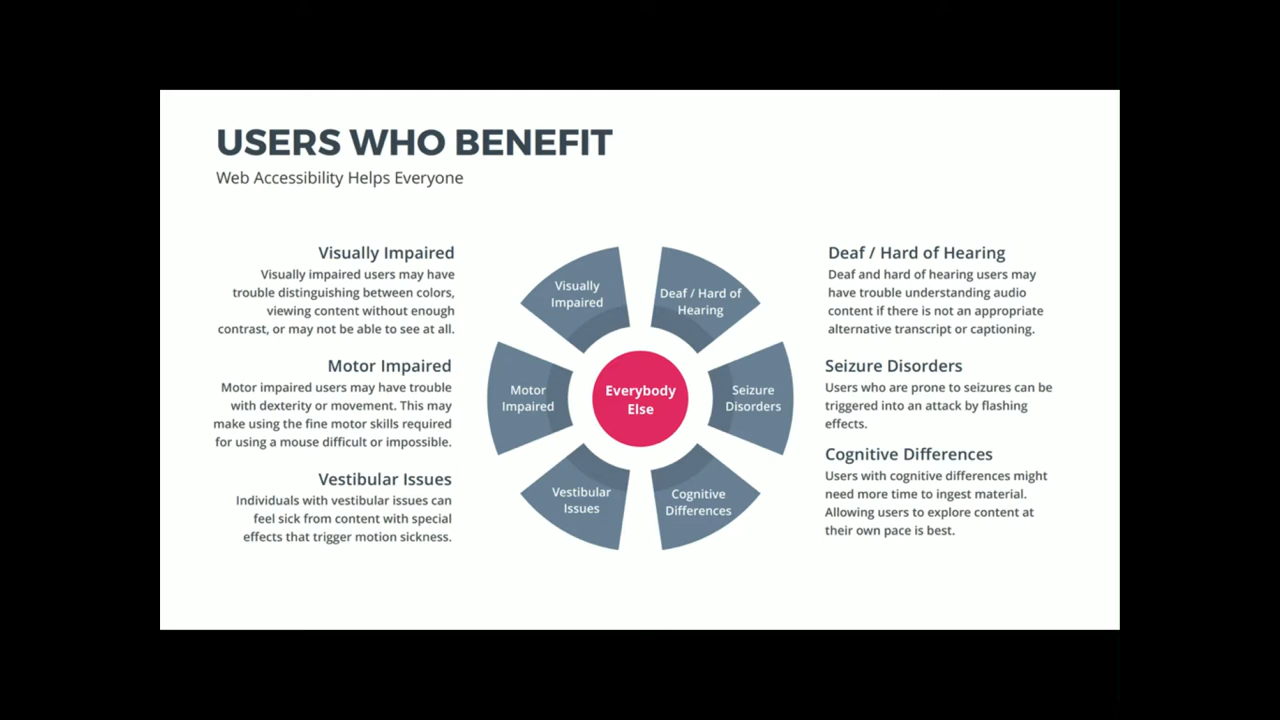 USERS WHO BENEFIT
Web Accessibility Helps Everyone
Visually Impaired
Visually impaired users may have
trouble distinguishing between colors,
viewing content without enough
contrast, or may not be able to see at all.
Motor Impaired
Motor impaired users may have trouble
with dexterity or movement. This may
make using the fine motor skills required
for using a mouse difficult or impossible.
Vestibular Issues
Individuals with vestibular issues can
feel sick from content with special
effects that trigger motion sickness.
Visually
Impaired
Deaf / Hard of
Hearing
Motor
Impaired
Everybody
Else
Seizure
Disorders
Vestibular
Issues
Cognitive
Differences
Deaf / Hard of Hearing
Deaf and hard of hearing users may
have trouble understanding audio
content if there is not an appropriate
alternative transcript or captioning.
Seizure Disorders
Users who are prone to seizures can be
triggered into an attack by flashing
effects.
Cognitive Differences
Users with cognitive differences might
need more time to ingest material.
Allowing users to explore content at
their own pace is best.